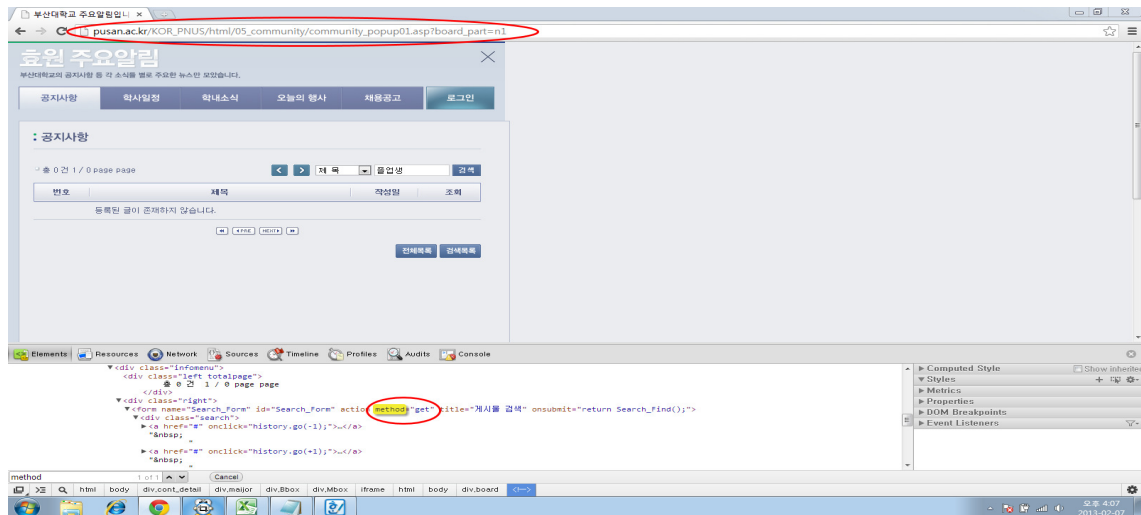 부산대학교 주요알림입니
pusan.ac.kr/KOR_PNUS/html/05_community/community_popup01.asp?board_part=n1
효원 주요알림
부산대학교의 공지사항 등 각 소식들 별로 주요한 뉴스만 모았습니다.
공지사항 학사일정 학내소식 오늘의 행사 채용공고 로그인
공지사항
총 0 건 1 / 0 page page 제 목 졸업생 검색
번호 제목 작성일 조회
등록된 글이 존재하지 않습니다.
PRE NEXT
전체목록 검색목록
Elements Resources Network Sources Timeline Profiles Audits Console
▼<div class="infomenu">
<div class="left totalpage">
총 0 건 1 / 0 page page
</div>
▼<div class="right">
▼<form name="Search_Form" id="Search_Form" action method="get" title="게시물 검색" onsubmit="return Search_Find();">
▼<div class="search">
▶<a href="#" onclick="history.go(-1);">…</a>
"&nbsp;
"
▶<a href="#" onclick="history.go(+1);">…</a>
"&nbsp;
"
▶ Computed Style Show inherited
▼ Styles
▶ Metrics
▶ Properties
▶ DOM Breakpoints
▶ Event Listeners
method 1 of 1 Cancel
html body div.cont_detail div.maijor div.Bbox div.Mbox iframe html body div.board <!-->
오후 4:07
2013-02-07